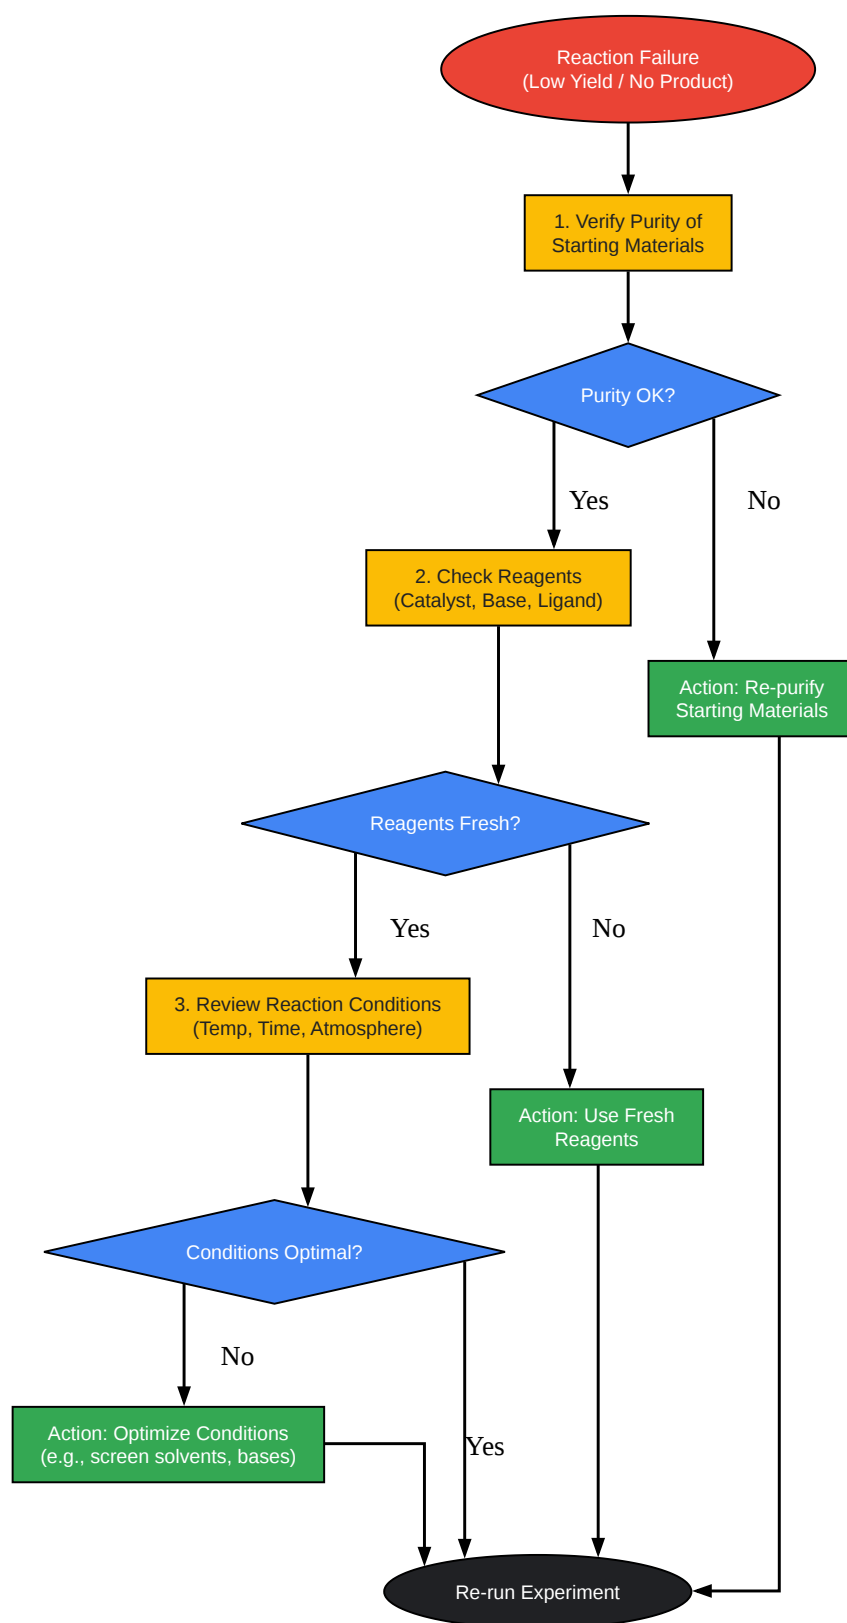 Reaction Failure
(Low Yield / No Product)
1. Verify Purity of
Starting Materials
Purity OK?
Yes
No
2. Check Reagents
(Catalyst, Base, Ligand)
Action: Re-purify
Starting Materials
Reagents Fresh?
Yes
No
3. Review Reaction Conditions
(Temp, Time, Atmosphere)
Action: Use Fresh
Reagents
Conditions Optimal?
No
Action: Optimize Conditions
(e.g., screen solvents, bases)
Yes
Re-run Experiment